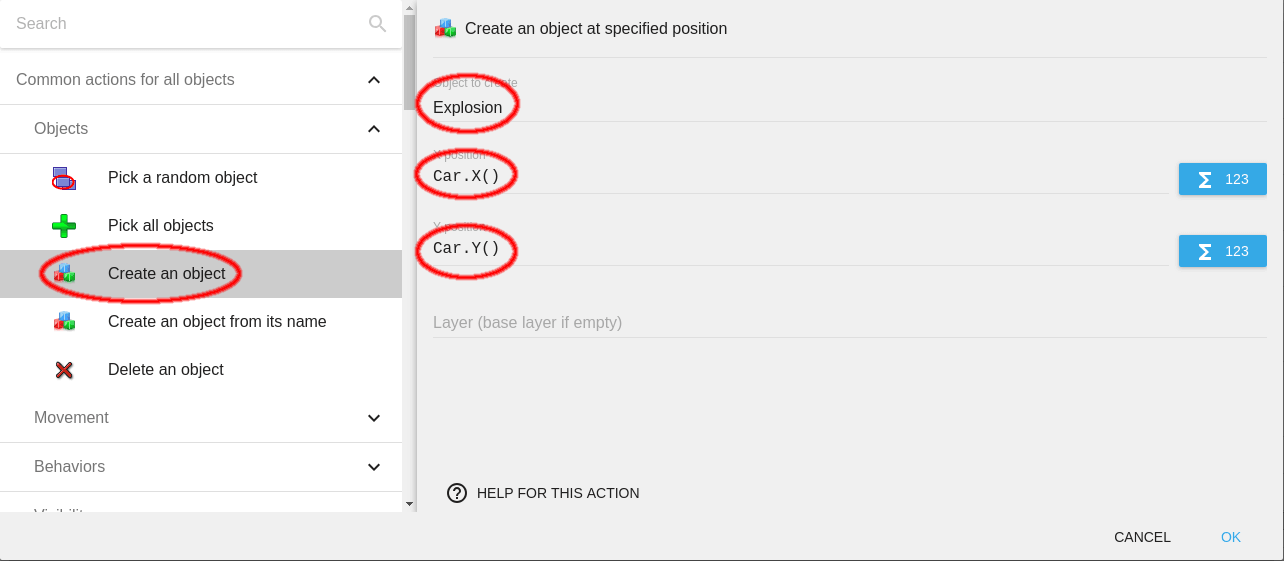 Search
Common actions for all objects
Objects
Pick a random object
Pick all objects
Create an object
Create an object from its name
Delete an object
Movement
Behaviors
Create an object at specified position
Object to create
Explosion
X position
Car.X()
123
Y position
Car.Y()
123
Layer (base layer if empty)
HELP FOR THIS ACTION
CANCEL
OK